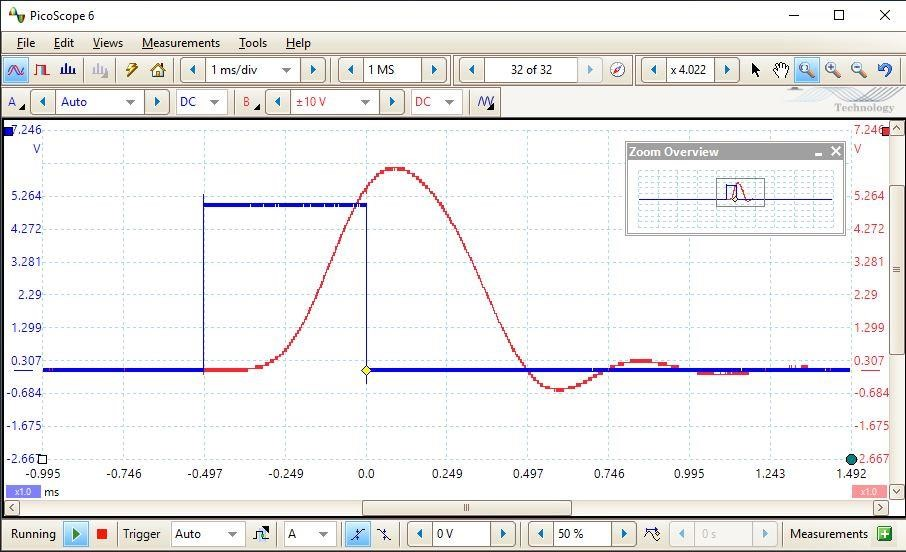 PicoScope 6
File Edit Views Measurements Tools Help
1 ms/div 1 MS 32 of 32 x 4.022
A Auto DC B ±10 V DC
Technology
7.246 7.246
V V
Zoom Overview
5.264 5.264
4.272 4.272
3.281 3.281
2.29 2.29
1.299 1.299
0.307 0.307
-0.684 -0.684
-1.675 -1.675
-2.667 -2.667
-0.995 -0.746 -0.497 -0.249 0.0 0.249 0.497 0.746 0.995 1.243 1.492
x1.0 ms x1.0
Running Trigger Auto A 0 V 50 % 0 s Measurements